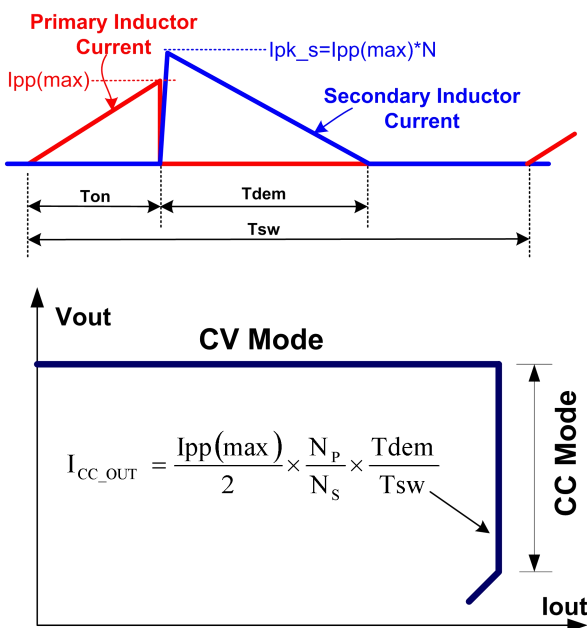 Primary Inductor
Current
Ipk_s=Ipp(max)*N
Ipp(max)
Secondary Inductor
Current
Ton
Tdem
Tsw
Vout
CV Mode
I_CC_OUT = Ipp(max)/2 × N_P/N_S × Tdem/Tsw
CC Mode
Iout